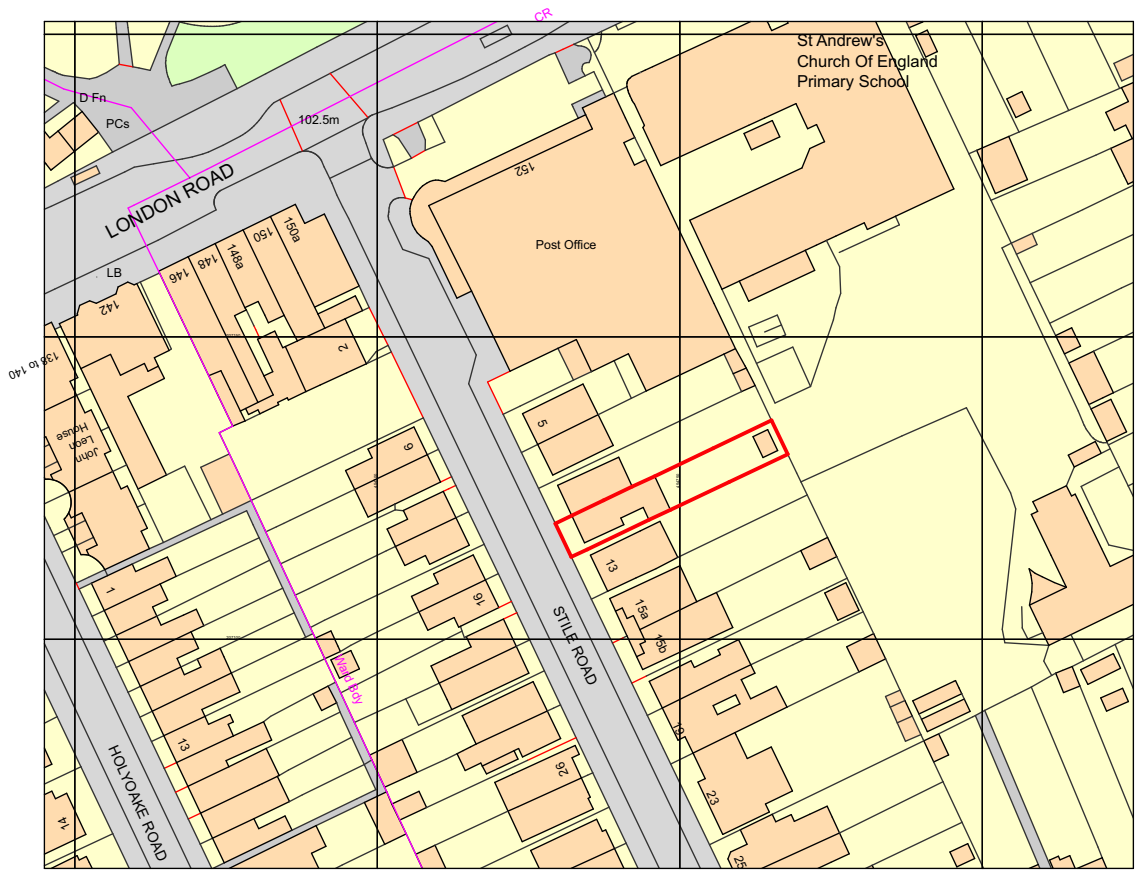 CR
St Andrew's
Church Of England
Primary School
D Fn
PCs
102.5m
LONDON ROAD
152
150a
150
148a
148
146
Post Office
LB
142
2
138 to 140
John
Leon
House
5
9
13
16
15a
15b
1
STILE ROAD
Ward Bdy
19
13
26
HOLYOAKE ROAD
23
14
25